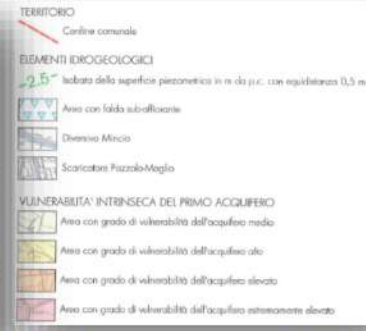 TERRITORIO
Confine comunale
ELEMENTI IDROGEOLOGICI
-2,5- Isobata della superficie piezometrica in m da p.c. con equidistanza 0,5 m
Area con falda sub-affiorante
Diversivo Mincio
Scaricatore Pozzolo-Maglio
VULNERABILITA' INTRINSECA DEL PRIMO ACQUIFERO
Area con grado di vulnerabilità dell'acquifero medio
Area con grado di vulnerabilità dell'acquifero alto
Area con grado di vulnerabilità dell'acquifero elevato
Area con grado di vulnerabilità dell'acquifero estremamente elevato